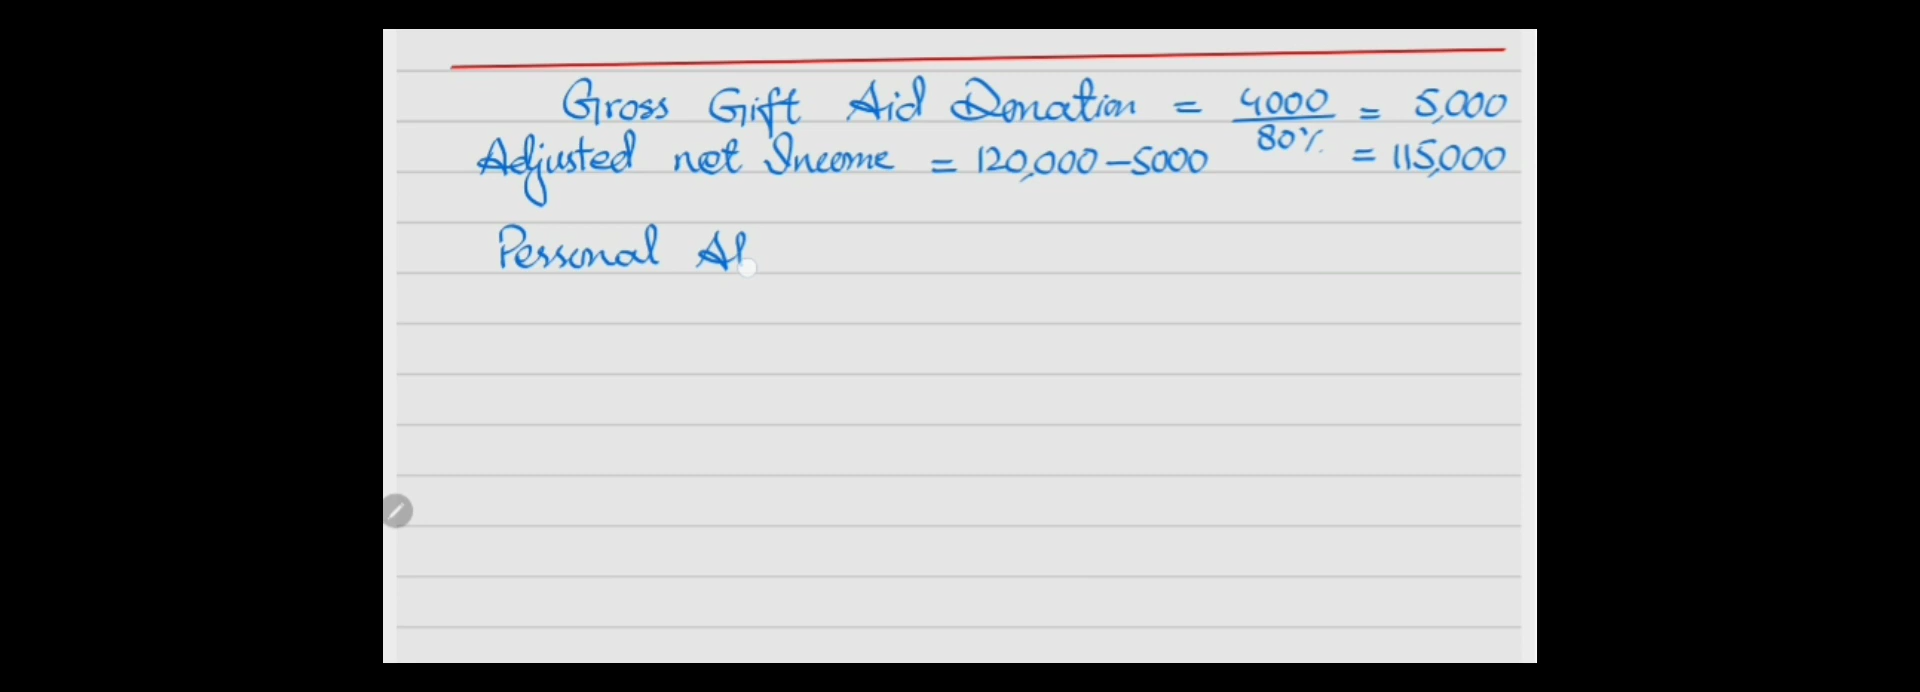 Gross Gift Aid Donation = 4000/80% = 5,000
Adjusted net Income = 120,000-5000 = 115,000
Personal Al